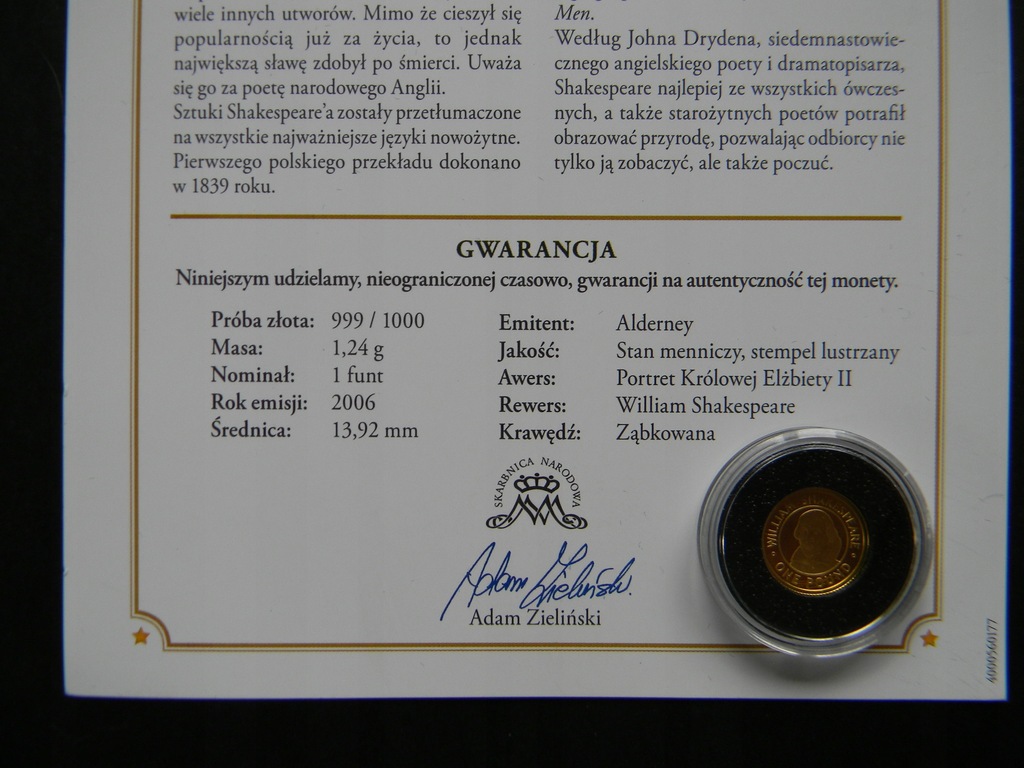 wiele innych utworów. Mimo że cieszył się
popularnością już za życia, to jednak
największą sławę zdobył po śmierci. Uważa
się go za poetę narodowego Anglii.
Sztuki Shakespeare'a zostały przetłumaczone
na wszystkie najważniejsze języki nowożytne.
Pierwszego polskiego przekładu dokonano
w 1839 roku.
Men.
Według Johna Drydena, siedemnastowie-
cznego angielskiego poety i dramatopisarza,
Shakespeare najlepiej ze wszystkich ówczes-
nych, a także starożytnych poetów potrafił
obrazować przyrodę, pozwalając odbiorcy nie
tylko ją zobaczyć, ale także poczuć.
GWARANCJA
Niniejszym udzielamy, nieograniczonej czasowo, gwarancji na autentyczność tej monety.
Próba złota: 999 / 1000
Masa: 1,24 g
Nominał: 1 funt
Rok emisji: 2006
Średnica: 13,92 mm
Emitent: Alderney
Jakość: Stan menniczy, stempel lustrzany
Awers: Portret Królowej Elżbiety II
Rewers: William Shakespeare
Krawędź: Ząbkowana
SKARBNICA NARODOWA
Adam Zieliński
Adam Zieliński
WILLIAM SHAKESPEARE
ONE POUND
4000560177